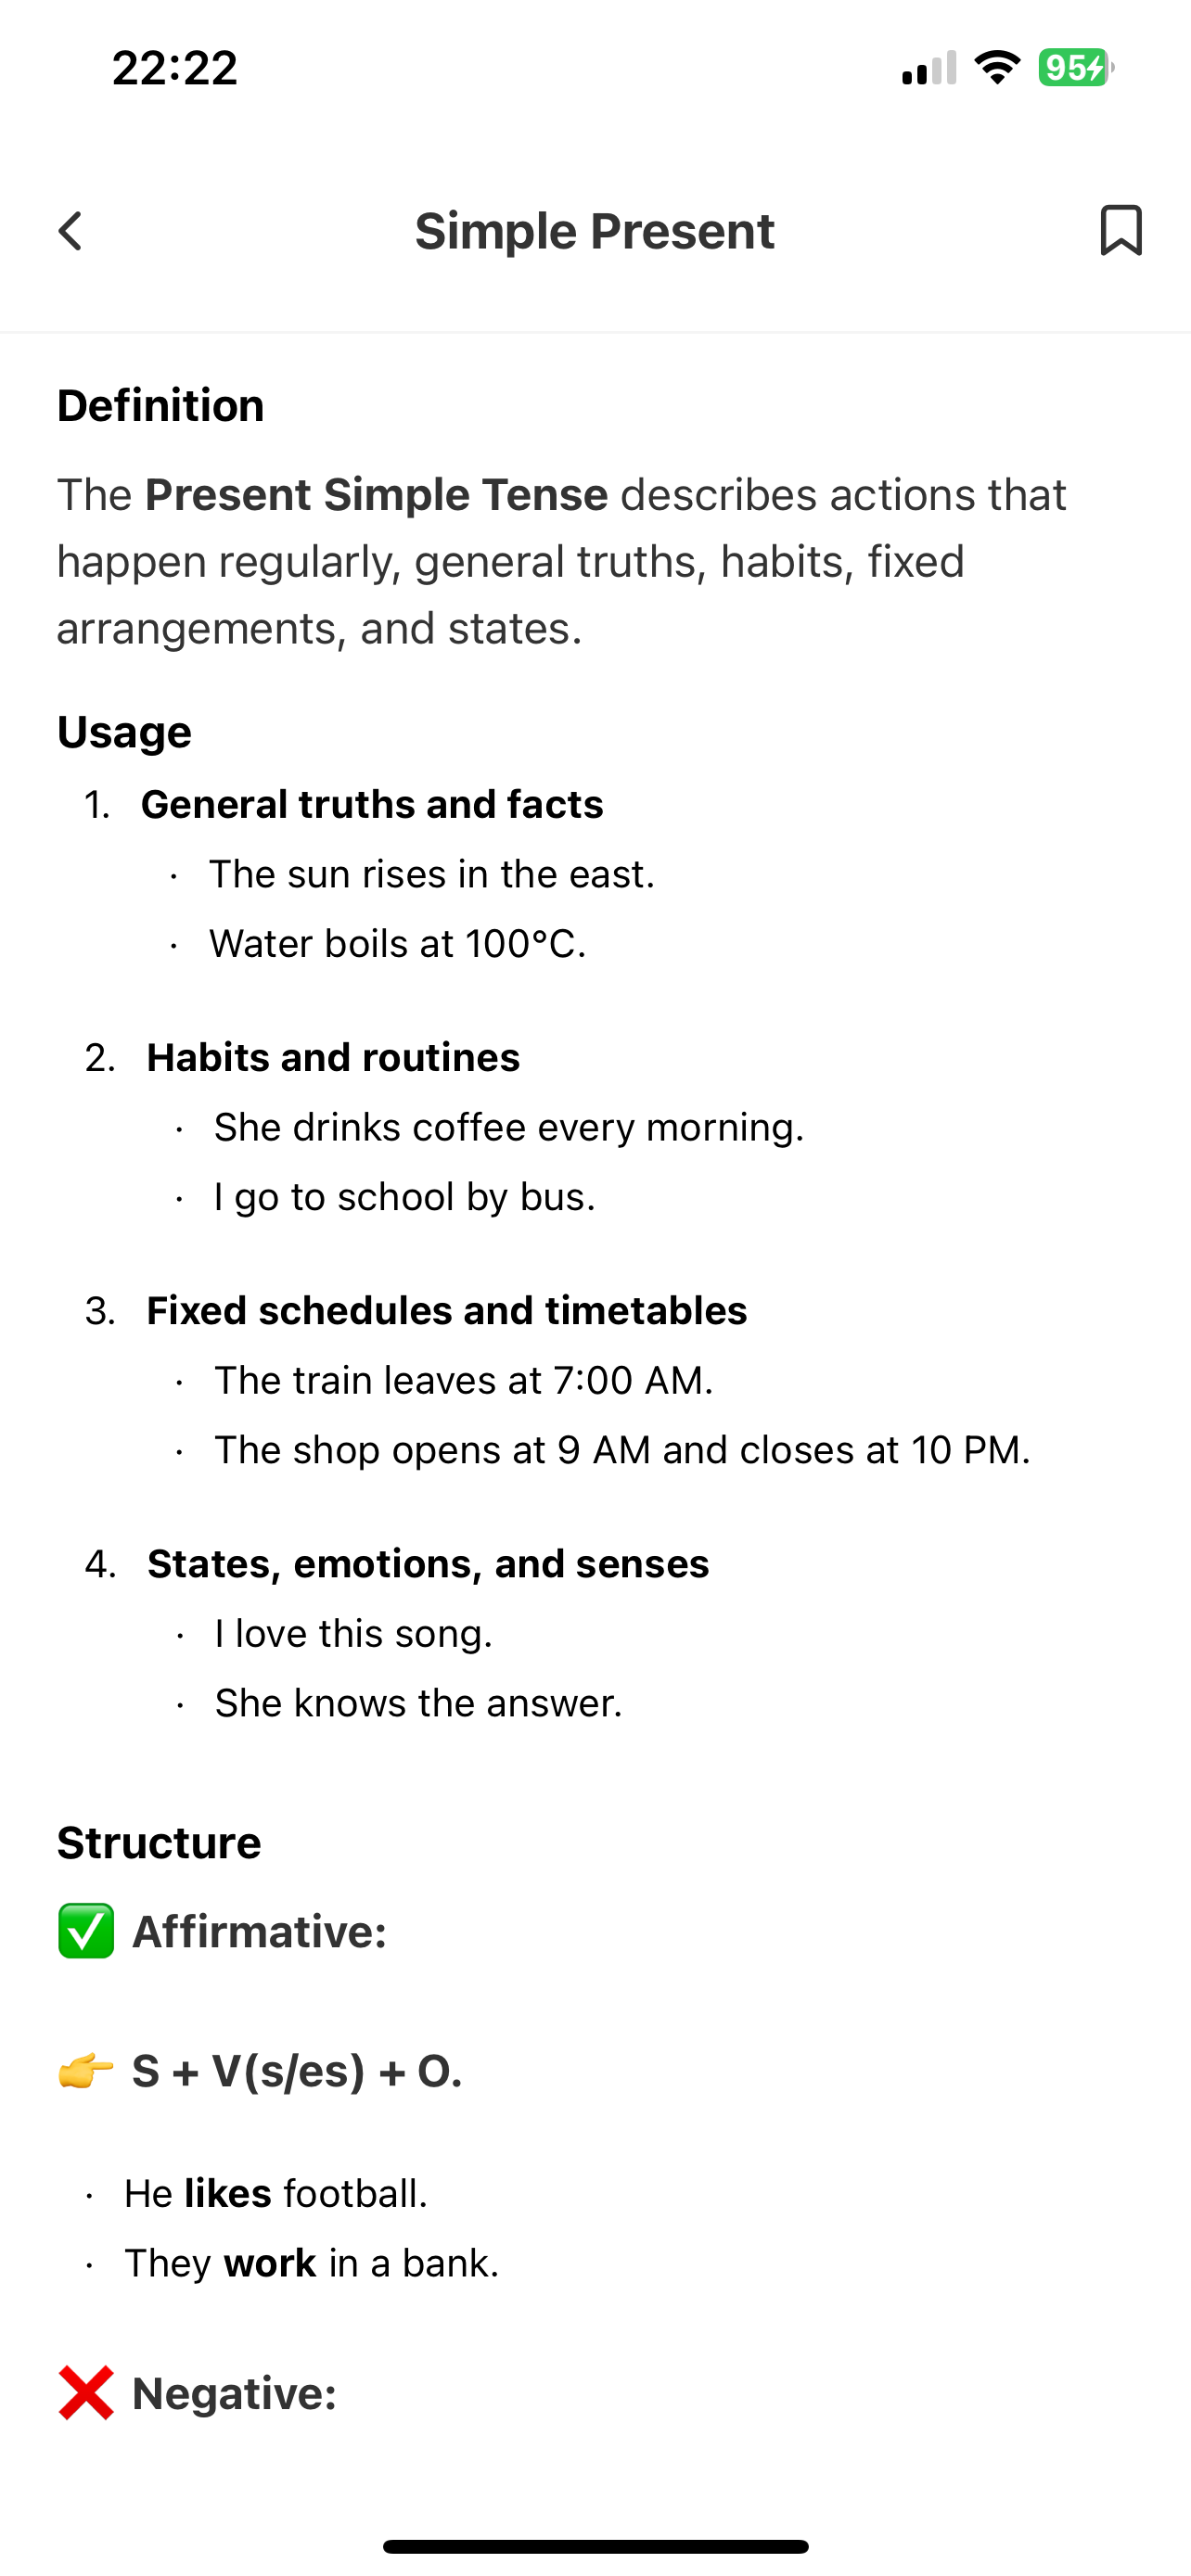 22:22
95
Simple Present
Definition
The Present Simple Tense describes actions that
happen regularly, general truths, habits, fixed
arrangements, and states.
Usage
1. General truths and facts
· The sun rises in the east.
· Water boils at 100°C.
2. Habits and routines
· She drinks coffee every morning.
· I go to school by bus.
3. Fixed schedules and timetables
· The train leaves at 7:00 AM.
· The shop opens at 9 AM and closes at 10 PM.
4. States, emotions, and senses
· I love this song.
· She knows the answer.
Structure
✅ Affirmative:
👉 S + V(s/es) + O.
· He likes football.
· They work in a bank.
❌ Negative: